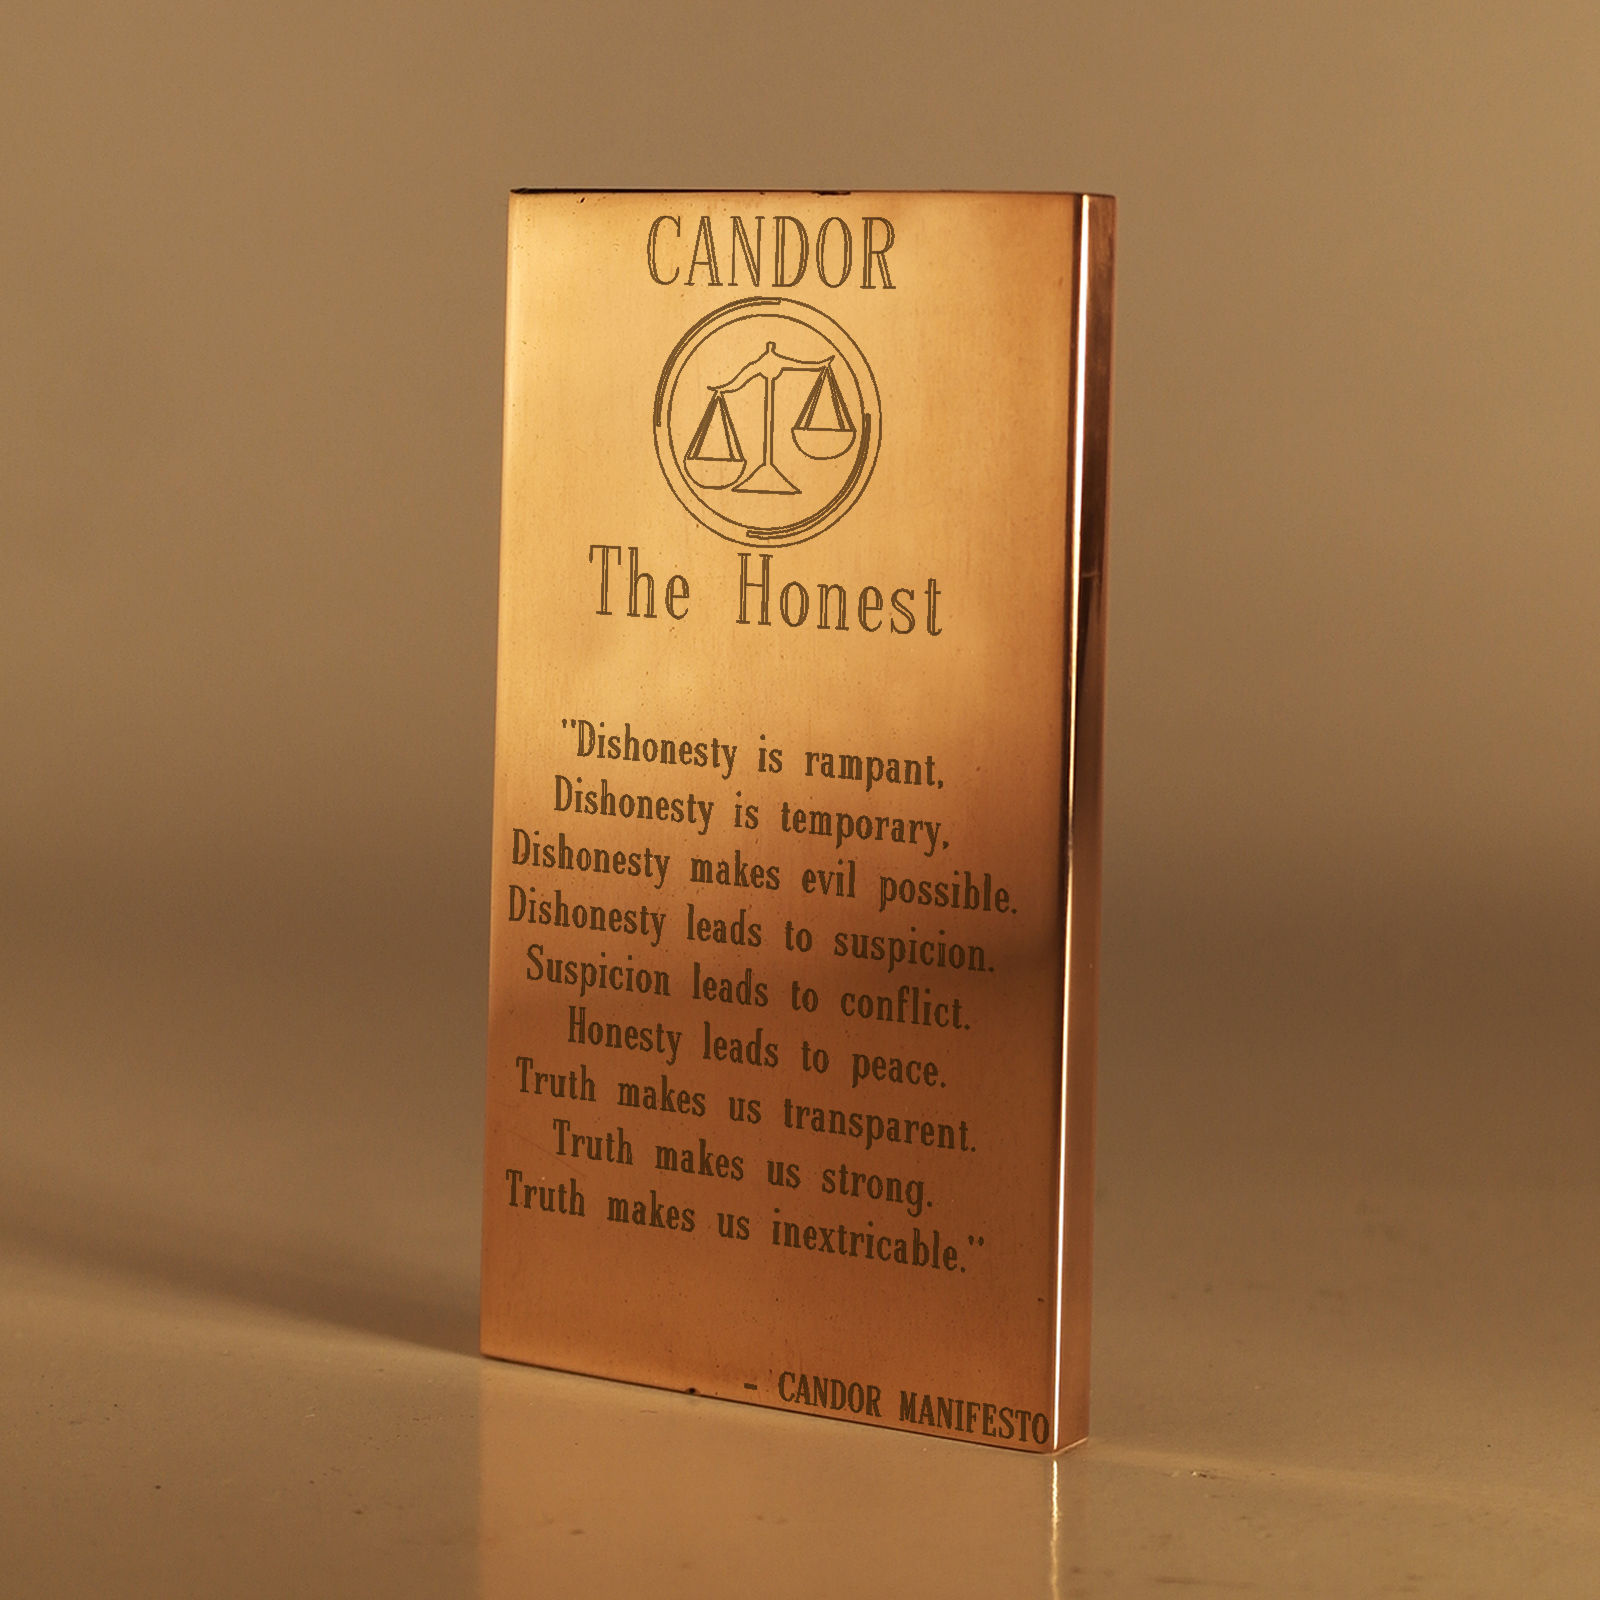 CANDOR
The Honest
"Dishonesty is rampant,
Dishonesty is temporary,
Dishonesty makes evil possible.
Dishonesty leads to suspicion.
Suspicion leads to conflict.
Honesty leads to peace.
Truth makes us transparent.
Truth makes us strong.
Truth makes us inextricable."
- CANDOR MANIFESTO